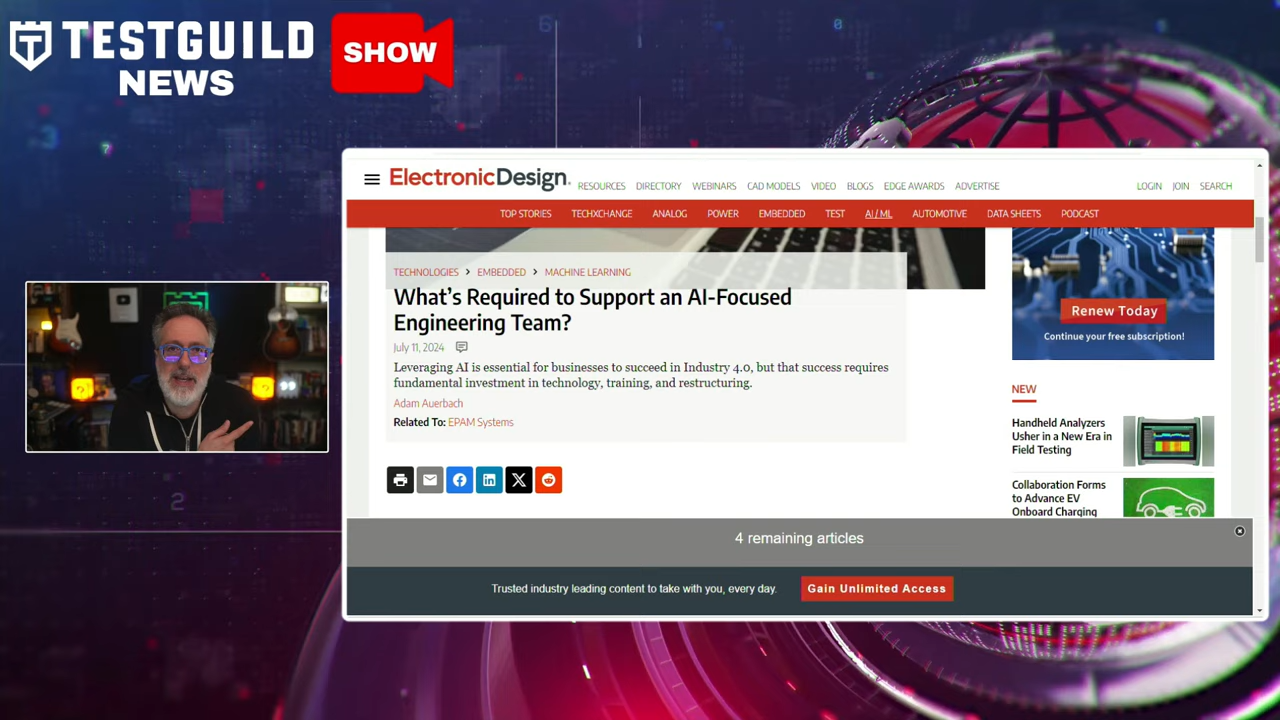 TESTGUILD
NEWS
SHOW
ElectronicDesign.
RESOURCES DIRECTORY WEBINARS CAD MODELS VIDEO BLOGS EDGE AWARDS ADVERTISE
LOGIN JOIN SEARCH
TOP STORIES TECHXCHANGE ANALOG POWER EMBEDDED TEST AI / ML AUTOMOTIVE DATA SHEETS PODCAST
TECHNOLOGIES > EMBEDDED > MACHINE LEARNING
What's Required to Support an AI-Focused
Engineering Team?
July 11, 2024
Leveraging AI is essential for businesses to succeed in Industry 4.0, but that success requires
fundamental investment in technology, training, and restructuring.
Adam Auerbach
Related To: EPAM Systems
Renew Today
Continue your free subscription!
NEW
Handheld Analyzers
Usher in a New Era in
Field Testing
Collaboration Forms
to Advance EV
Onboard Charging
4 remaining articles
Trusted industry leading content to take with you, every day.
Gain Unlimited Access